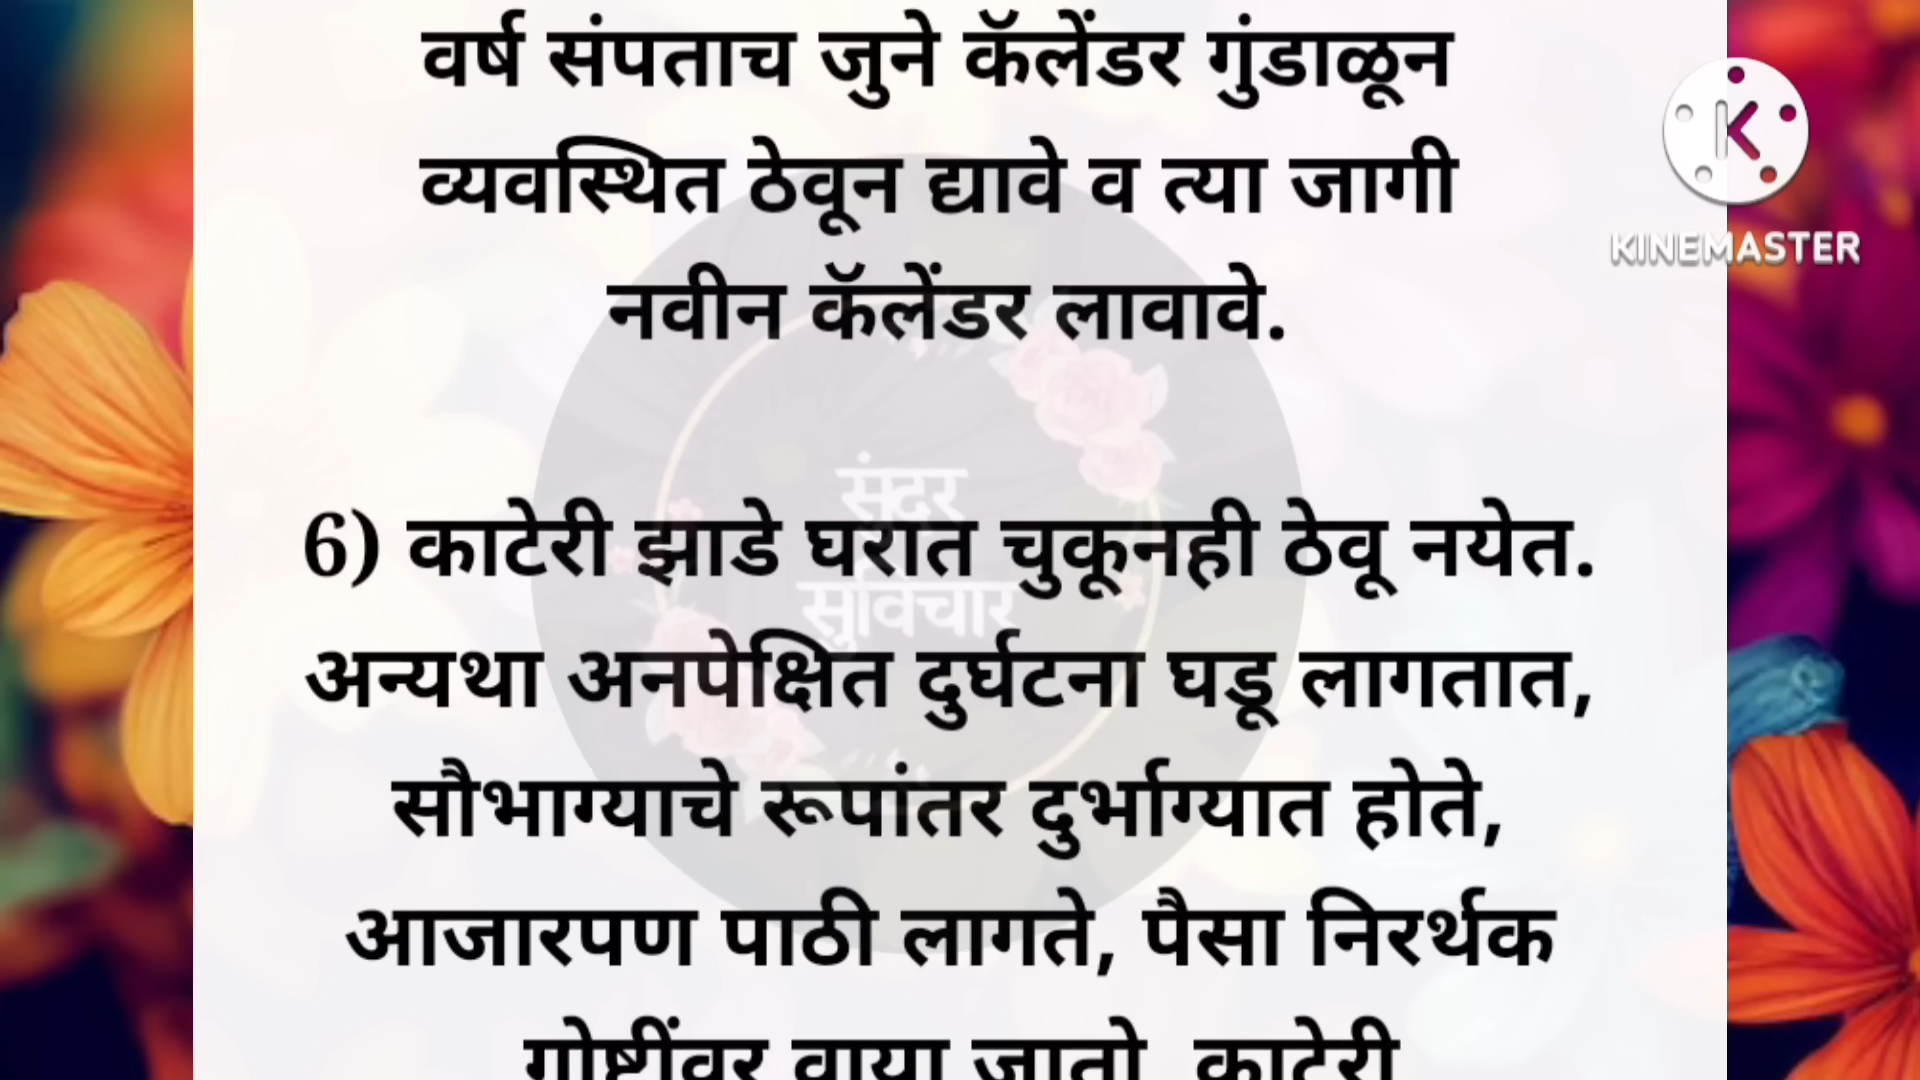 वर्ष संपताच जुने कॅलेंडर गुंडाळून
व्यवस्थित ठेवून द्यावे व त्या जागी
नवीन कॅलेंडर लावावे.
K
KINEMASTER
सुंदर
सुविचार
6) काटेरी झाडे घरात चुकूनही ठेवू नयेत.
अन्यथा अनपेक्षित दुर्घटना घडू लागतात,
सौभाग्याचे रूपांतर दुर्भाग्यात होते,
आजारपण पाठी लागते, पैसा निरर्थक
गोष्टींवर वाया जातो. काटेरी